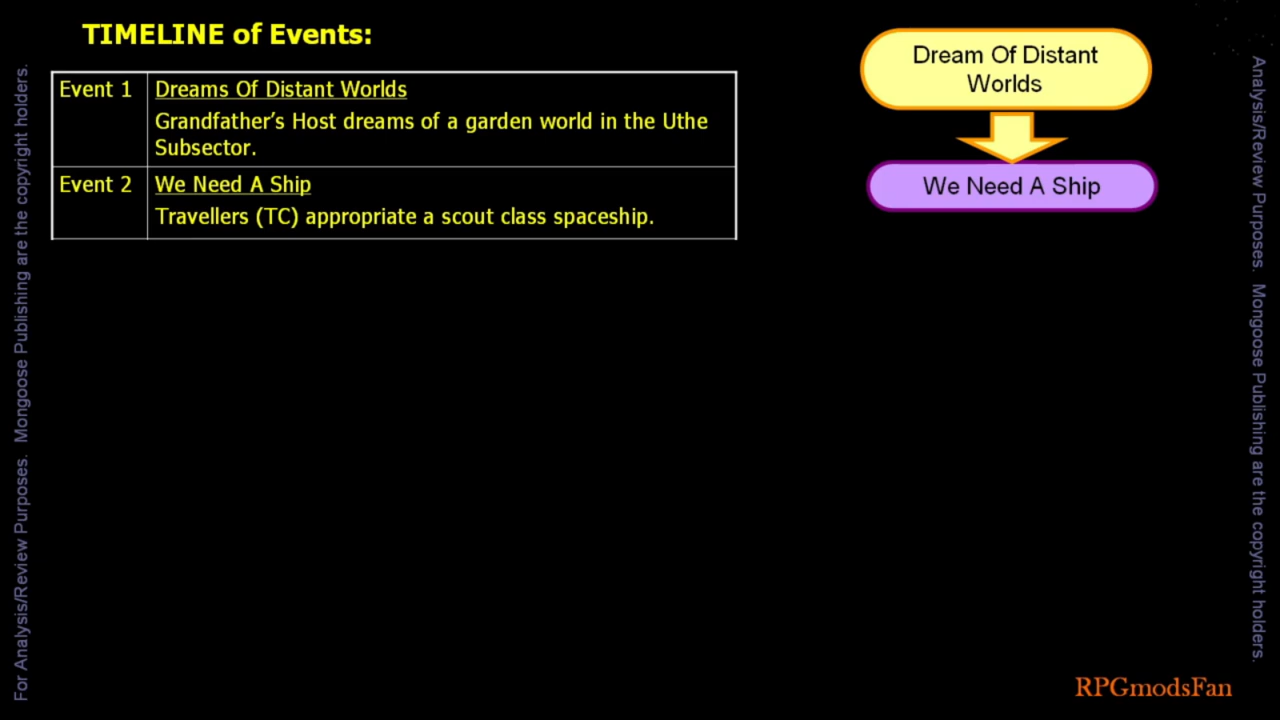 TIMELINE of Events:
Event 1
Dreams Of Distant Worlds
Grandfather’s Host dreams of a garden world in the Uthe
Subsector.
Event 2
We Need A Ship
Travellers (TC) appropriate a scout class spaceship.
Dream Of Distant
Worlds
We Need A Ship
For Analysis/Review Purposes. Mongoose Publishing are the copyright holders.
Analysis/Review Purposes. Mongoose Publishing are the copyright holders.
RPGmodsFan